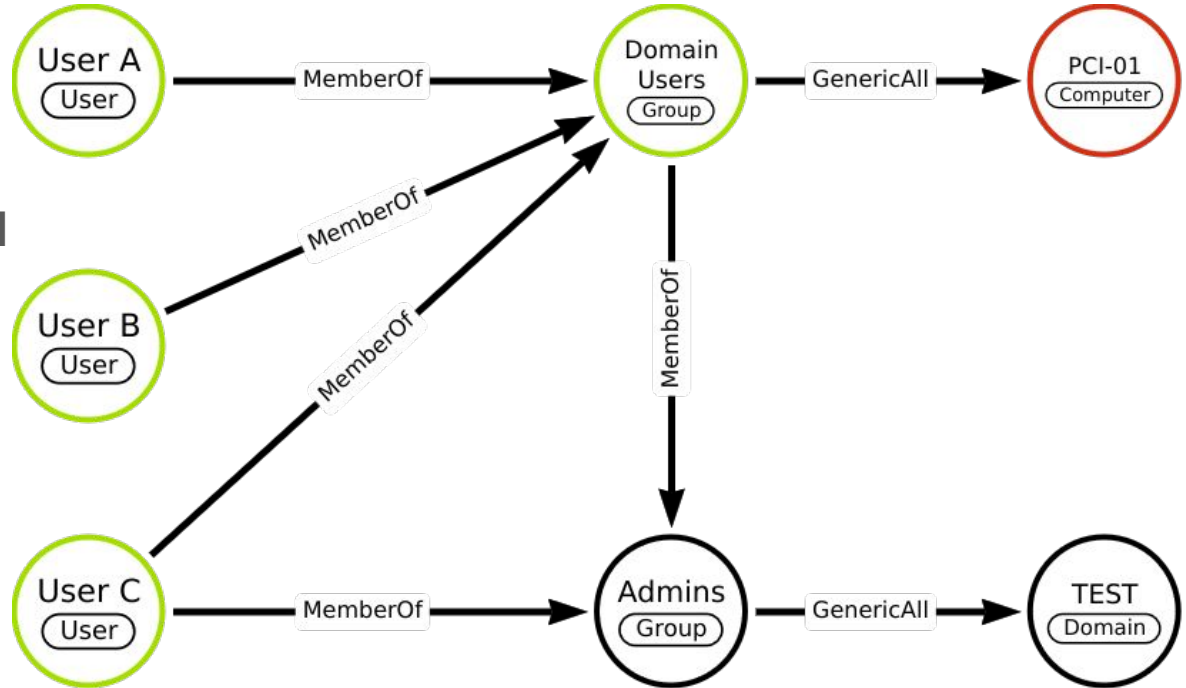 User A
User
MemberOf
Domain
Users
Group
GenericAll
PCI-01
Computer
MemberOf
User B
User
MemberOf
MemberOf
User C
User
MemberOf
Admins
Group
GenericAll
TEST
Domain